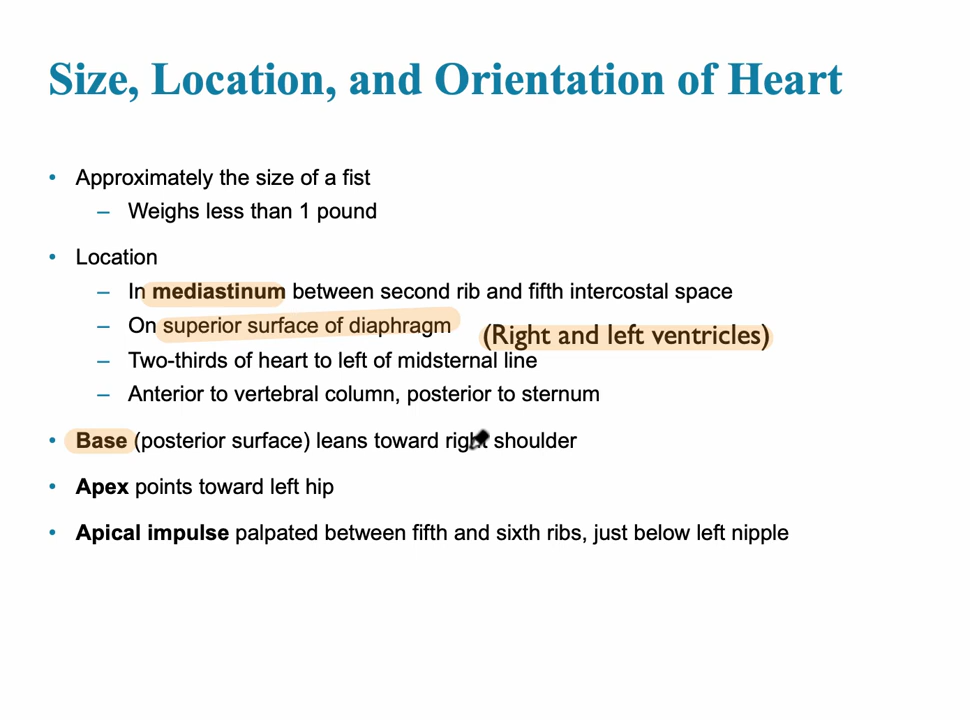 Size, Location, and Orientation of Heart
• Approximately the size of a fist
– Weighs less than 1 pound
• Location
– In mediastinum between second rib and fifth intercostal space
– On superior surface of diaphragm (Right and left ventricles)
– Two-thirds of heart to left of midsternal line
– Anterior to vertebral column, posterior to sternum
• Base (posterior surface) leans toward right shoulder
• Apex points toward left hip
• Apical impulse palpated between fifth and sixth ribs, just below left nipple